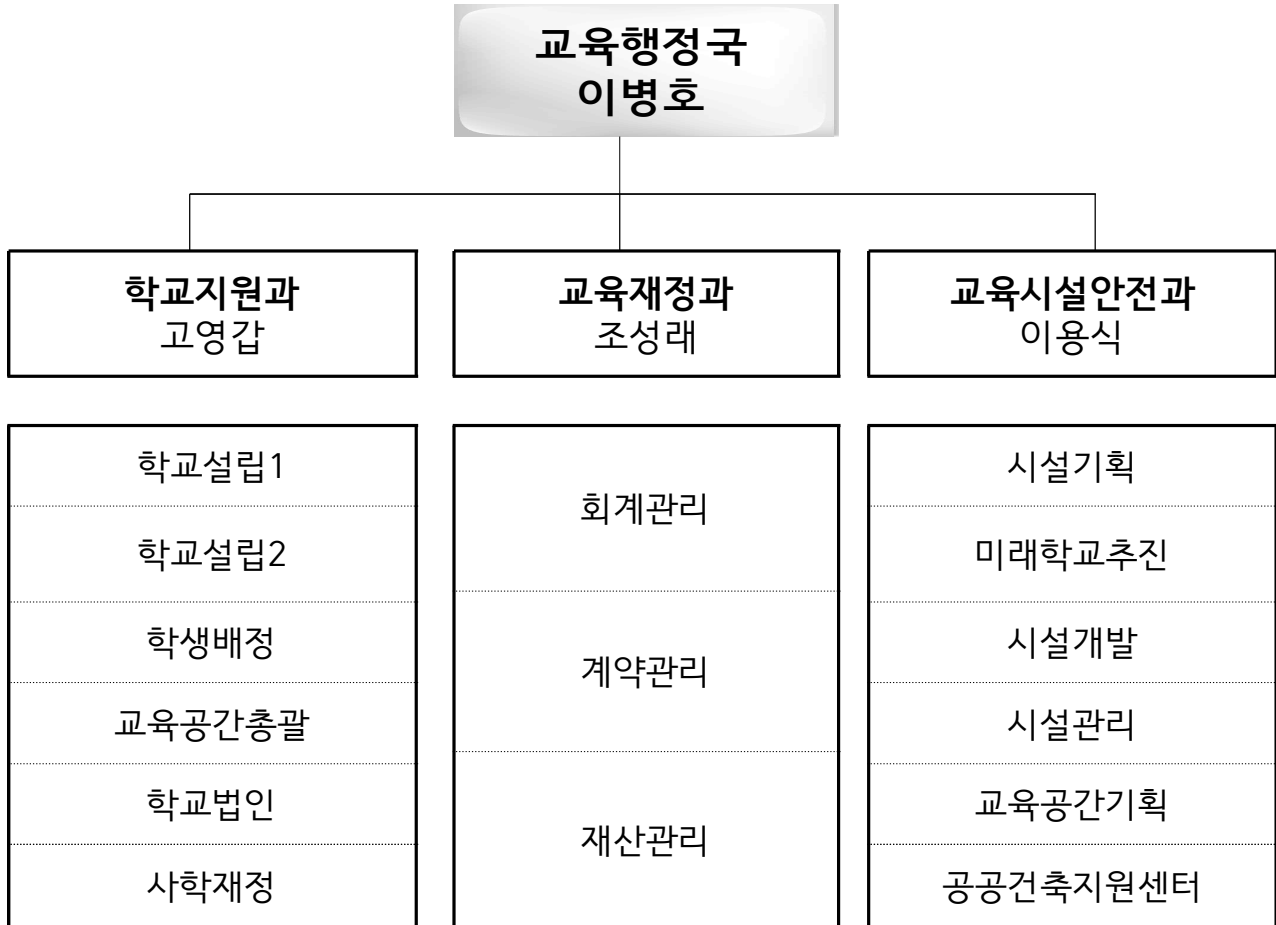 교육행정국
이병호
학교지원과
고영갑
교육재정과
조성래
교육시설안전과
이용식
학교설립1
학교설립2
학생배정
교육공간총괄
학교법인
사학재정
회계관리
계약관리
재산관리
시설기획
미래학교추진
시설개발
시설관리
교육공간기획
공공건축지원센터